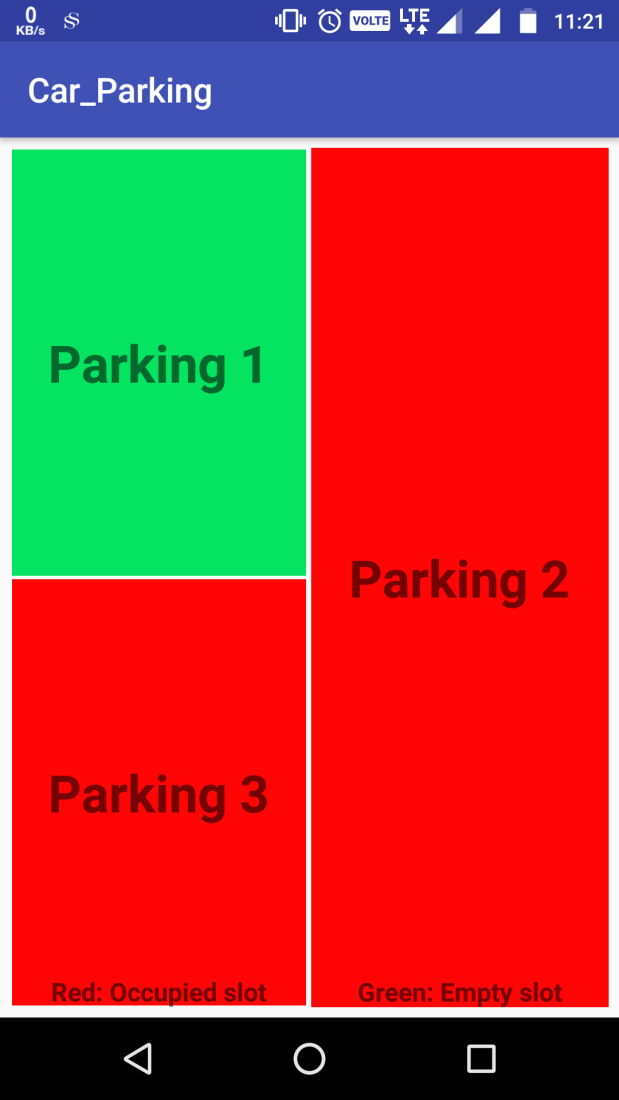 0
KB/s
VOLTE
LTE
11:21
Car_Parking
Parking 1
Parking 2
Parking 3
Red: Occupied slot
Green: Empty slot